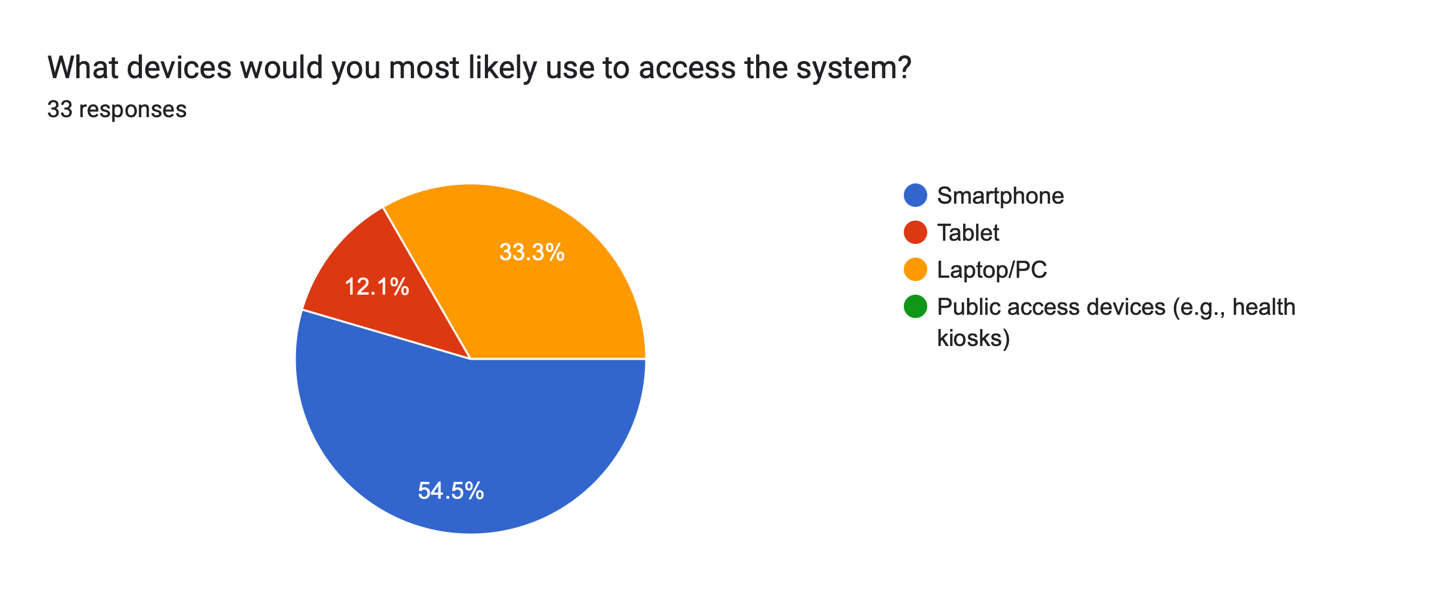 What devices would you most likely use to access the system?
33 responses
33.3%
12.1%
54.5%
Smartphone
Tablet
Laptop/PC
Public access devices (e.g., health
kiosks)